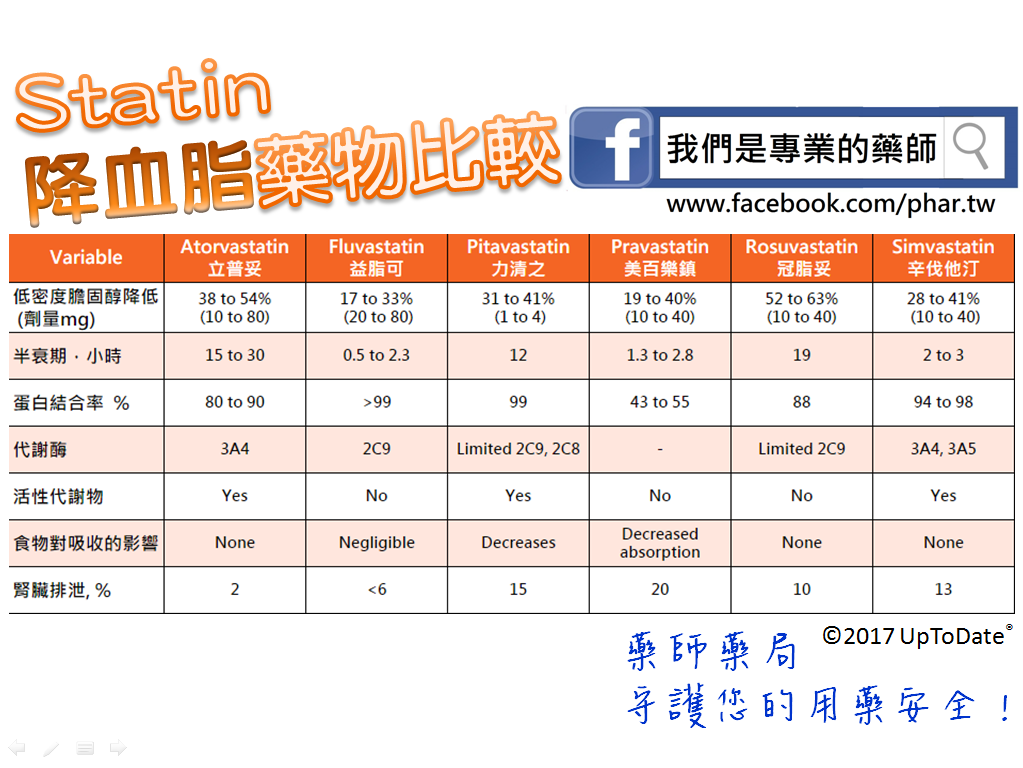 Statin
降血脂藥物比較
f 我們是專業的藥師
www.facebook.com/phar.tw
Variable Atorvastatin 立普妥 Fluvastatin 益脂可 Pitavastatin 力清之 Pravastatin 美百樂鎮 Rosuvastatin 冠脂妥 Simvastatin 辛伐他汀
低密度膽固醇降低 (劑量mg) 38 to 54% (10 to 80) 17 to 33% (20 to 80) 31 to 41% (1 to 4) 19 to 40% (10 to 40) 52 to 63% (10 to 40) 28 to 41% (10 to 40)
半衰期，小時 15 to 30 0.5 to 2.3 12 1.3 to 2.8 19 2 to 3
蛋白結合率 % 80 to 90 >99 99 43 to 55 88 94 to 98
代謝酶 3A4 2C9 Limited 2C9, 2C8 - Limited 2C9 3A4, 3A5
活性代謝物 Yes No Yes No No Yes
食物對吸收的影響 None Negligible Decreases Decreased absorption None None
腎臟排泄, % 2 <6 15 20 10 13
©2017 UpToDate®
藥師藥局
守護您的用藥安全！